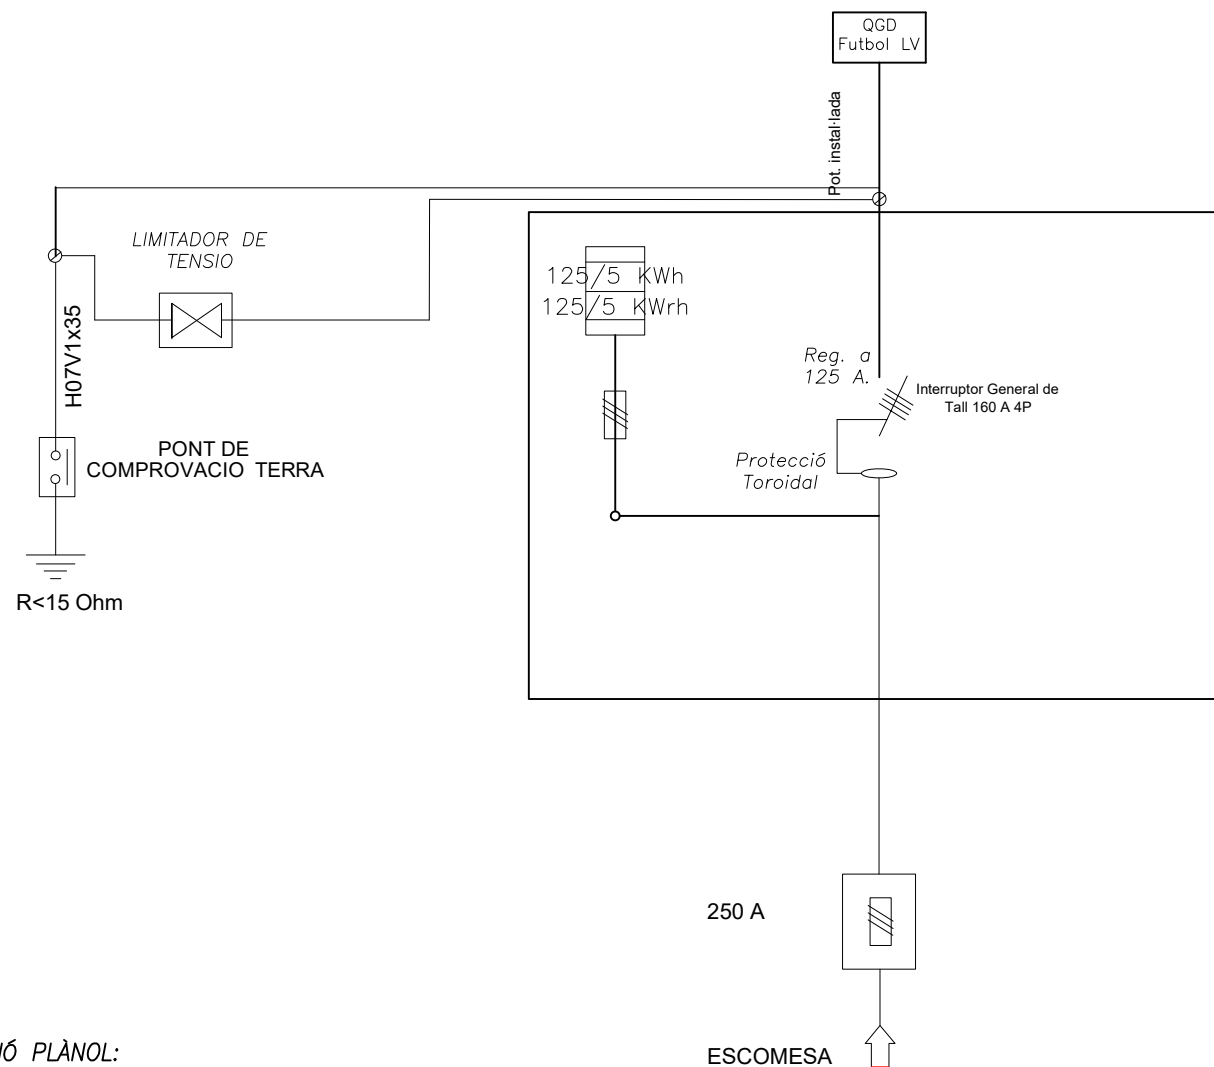 QGD
Futbol LV
Pot. instal·lada
LIMITADOR DE
TENSIO
125/5 KWh
125/5 KWrh
H07V1x35
Reg. a
125 A.
Interruptor General de
Tall 160 A 4P
PONT DE
COMPROVACIO TERRA
Protecció
Toroidal
R<15 Ohm
250 A
IÓ PLÀNOL:
ESCOMESA